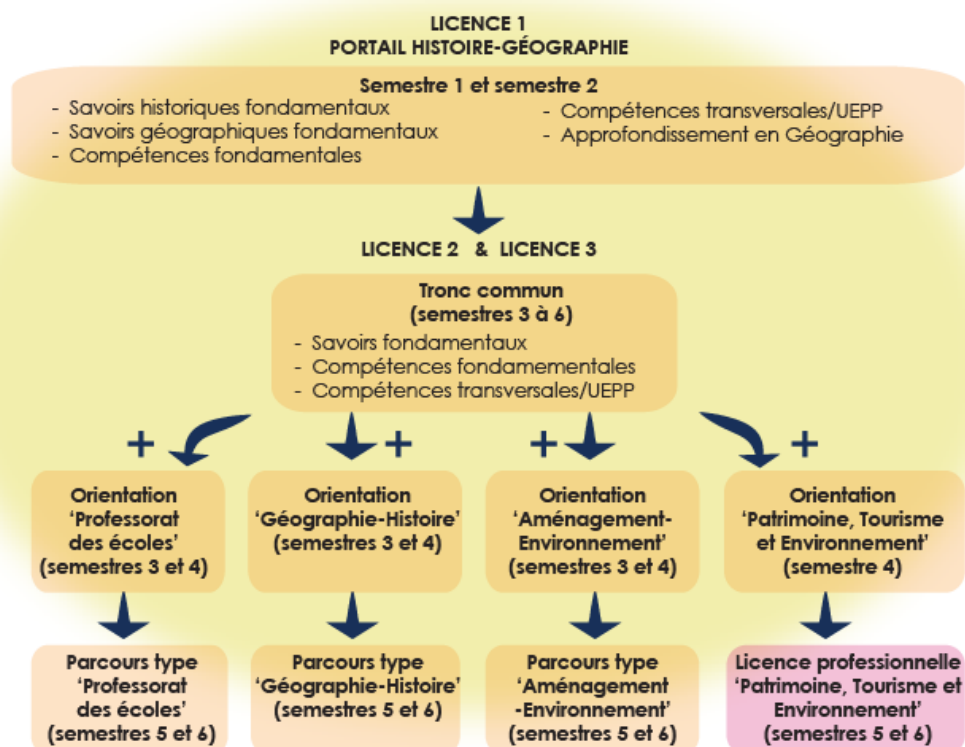 LICENCE 1
PORTAIL HISTOIRE-GÉOGRAPHIE
Semestre 1 et semestre 2
- Savoirs historiques fondamentaux
- Savoirs géographiques fondamentaux
- Compétences fondamentales
- Compétences transversales/UEPP
- Approfondissement en Géographie
LICENCE 2 & LICENCE 3
Tronc commun
(semestres 3 à 6)
- Savoirs fondamentaux
- Compétences fondamementales
- Compétences transversales/UEPP
+ + + +
Orientation
‘Professorat
des écoles’
(semestres 3 et 4)
Orientation
‘Géographie-Histoire’
(semestres 3 et 4)
Orientation
‘Aménagement-
Environnement’
(semestres 3 et 4)
Orientation
‘Patrimoine, Tourisme
et Environnement’
(semestre 4)
Parcours type
‘Professorat
des écoles’
(semestres 5 et 6)
Parcours type
‘Géographie-Histoire’
(semestres 5 et 6)
Parcours type
‘Aménagement
-Environnement’
(semestres 5 et 6)
Licence professionnelle
‘Patrimoine, Tourisme et
Environnement’
(semestres 5 et 6)